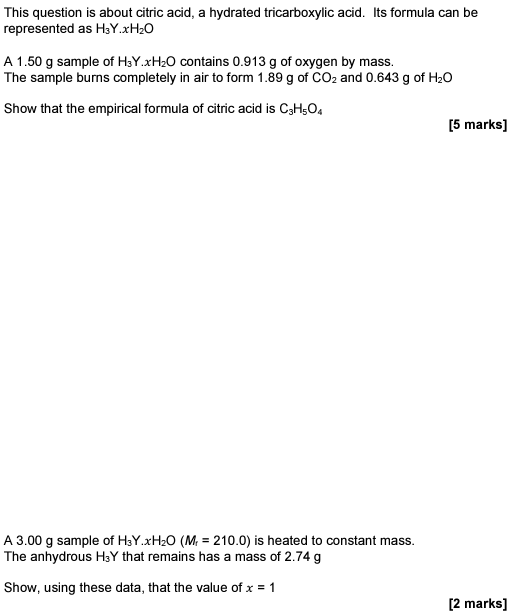 This question is about citric acid, a hydrated tricarboxylic acid.  Its formula can be
represented as H₃Y.xH₂O
A 1.50 g sample of H₃Y.xH₂O contains 0.913 g of oxygen by mass.
The sample burns completely in air to form 1.89 g of CO₂ and 0.643 g of H₂O
Show that the empirical formula of citric acid is C₃H₅O₄
[5 marks]
A 3.00 g sample of H₃Y.xH₂O (Mᵣ = 210.0) is heated to constant mass.
The anhydrous H₃Y that remains has a mass of 2.74 g
Show, using these data, that the value of x = 1
[2 marks]